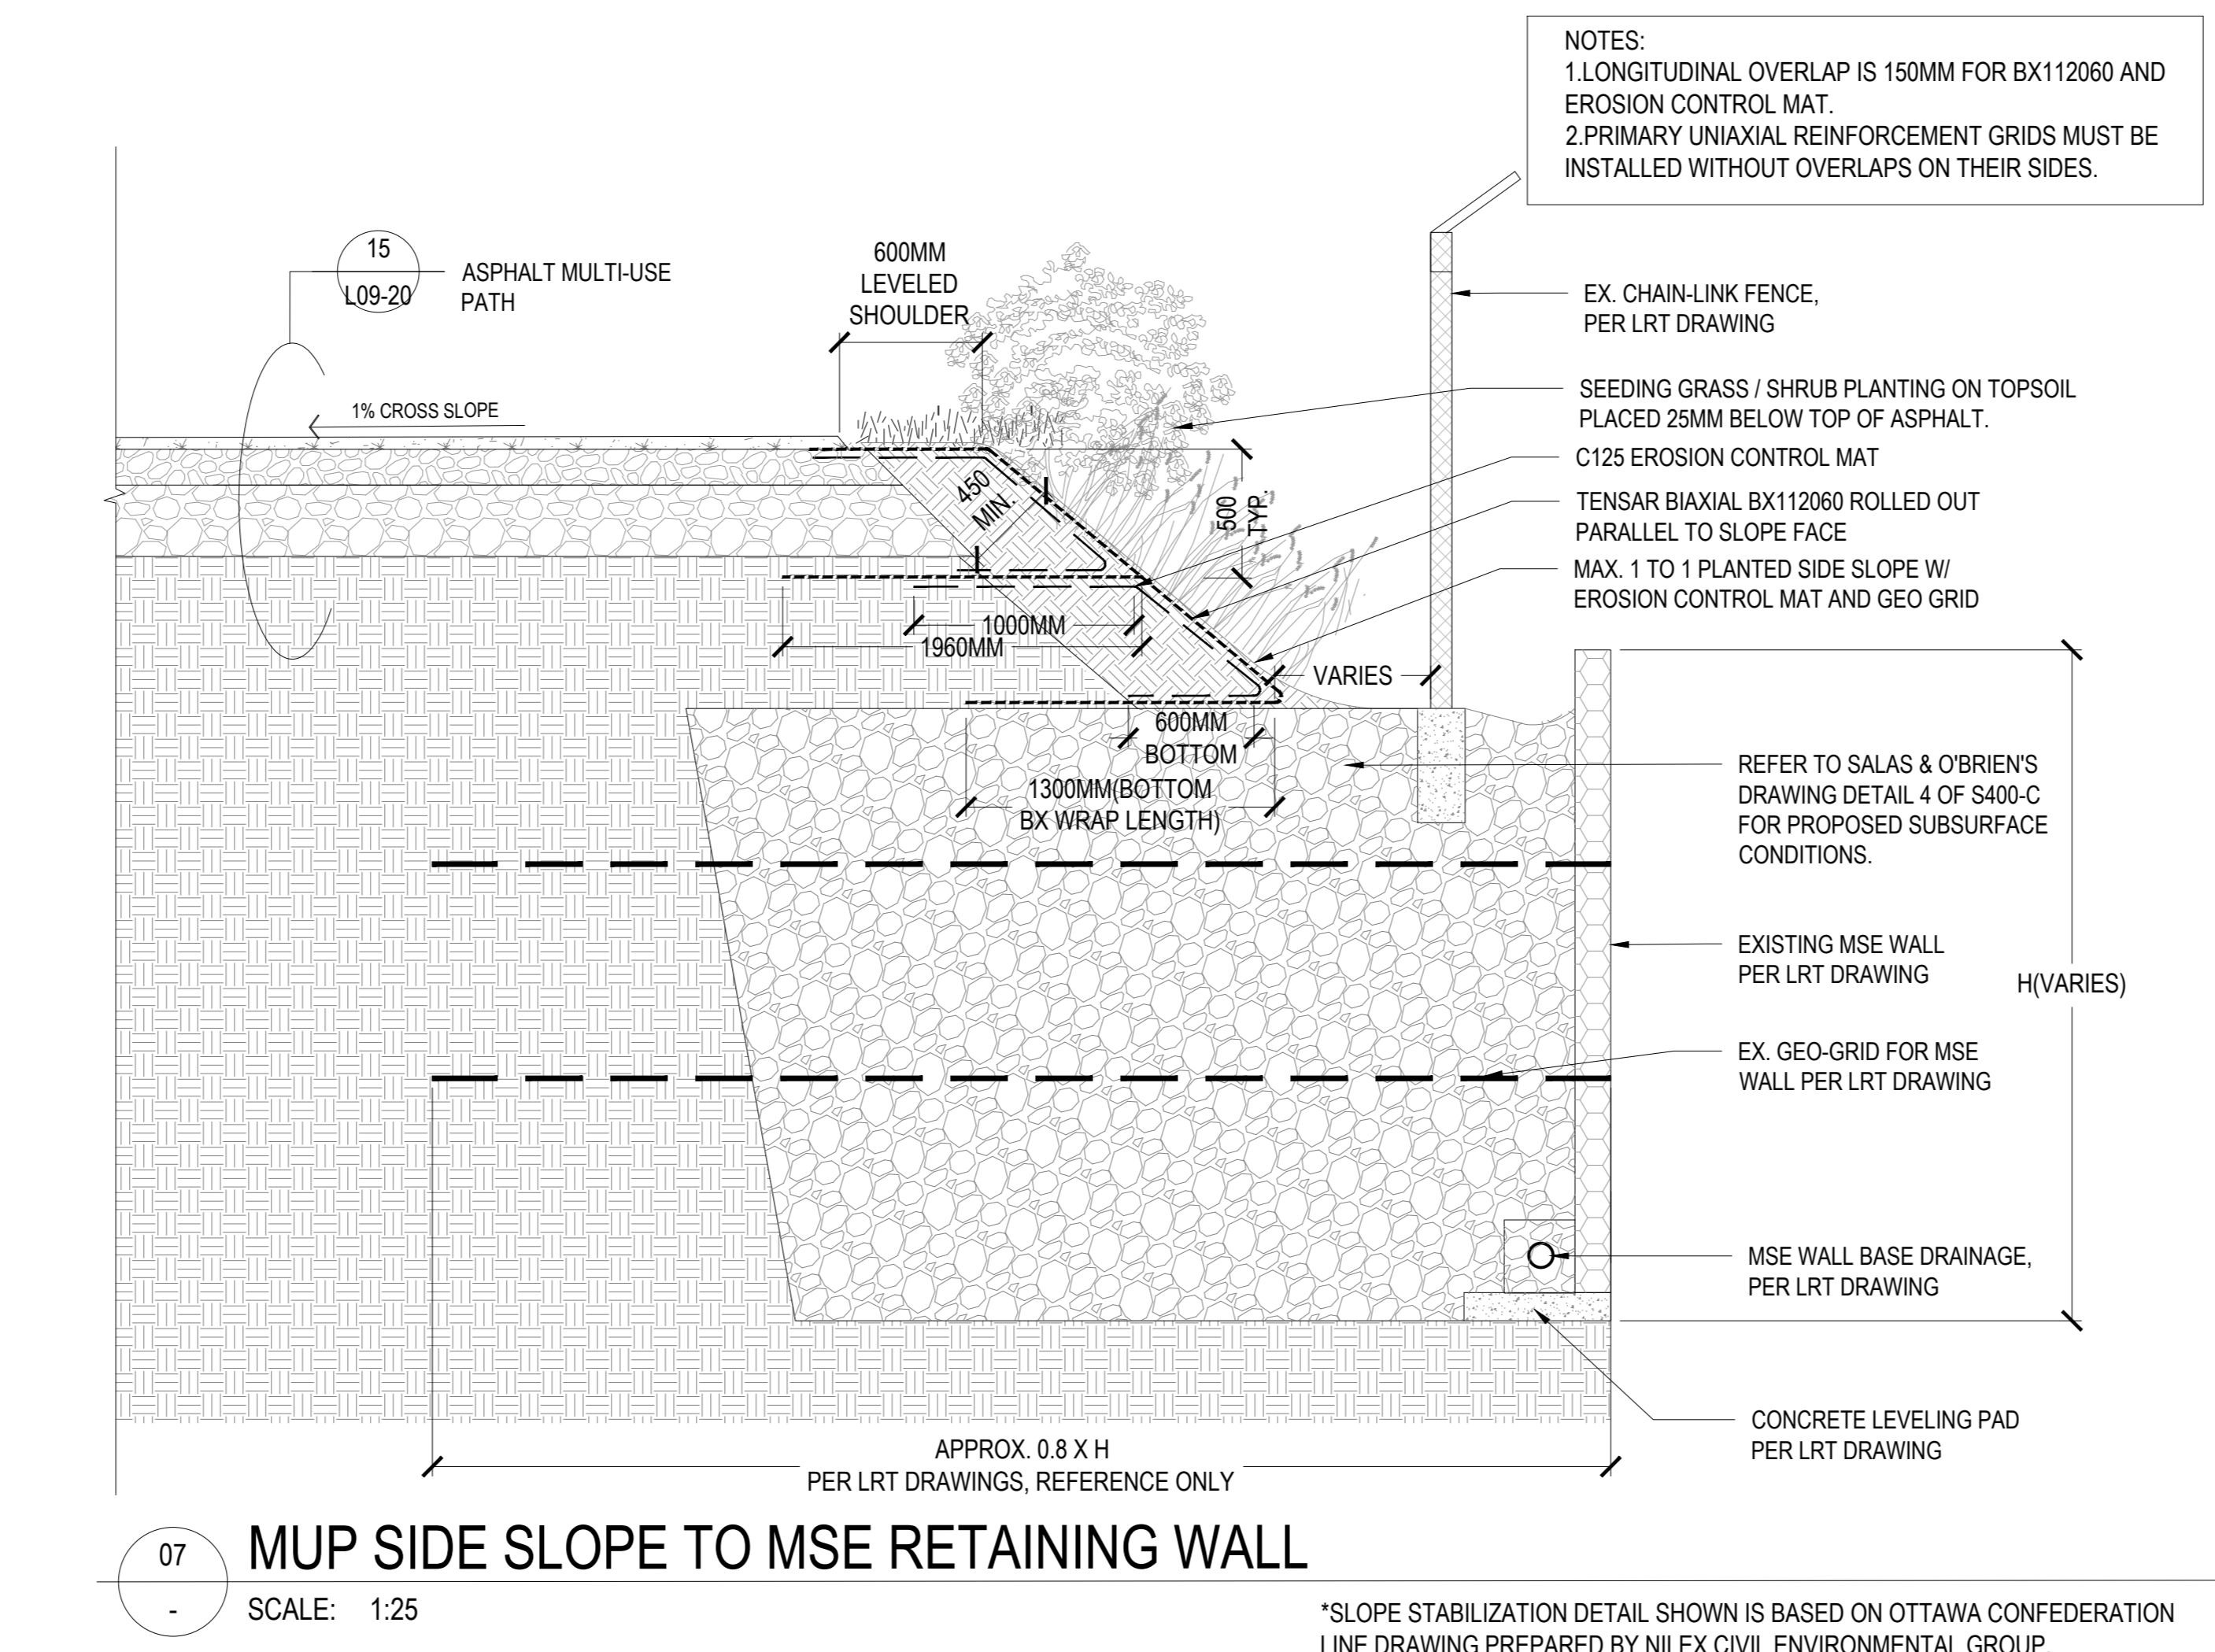 NOTES:
1.LONGITUDINAL OVERLAP IS 150MM FOR BX112060 AND
EROSION CONTROL MAT.
2.PRIMARY UNIAXIAL REINFORCEMENT GRIDS MUST BE
INSTALLED WITHOUT OVERLAPS ON THEIR SIDES.
15
L09-20
ASPHALT MULTI-USE
PATH
600MM
LEVELED
SHOULDER
1% CROSS SLOPE
EX. CHAIN-LINK FENCE,
PER LRT DRAWING
SEEDING GRASS / SHRUB PLANTING ON TOPSOIL
PLACED 25MM BELOW TOP OF ASPHALT.
C125 EROSION CONTROL MAT
TENSAR BIAXIAL BX112060 ROLLED OUT
PARALLEL TO SLOPE FACE
MAX. 1 TO 1 PLANTED SIDE SLOPE W/
EROSION CONTROL MAT AND GEO GRID
450
MIN.
500
TYP.
1000MM
1960MM
VARIES
600MM
BOTTOM
1300MM(BOTTOM
BX WRAP LENGTH)
REFER TO SALAS & O'BRIEN'S
DRAWING DETAIL 4 OF S400-C
FOR PROPOSED SUBSURFACE
CONDITIONS.
EXISTING MSE WALL
PER LRT DRAWING
H(VARIES)
EX. GEO-GRID FOR MSE
WALL PER LRT DRAWING
MSE WALL BASE DRAINAGE,
PER LRT DRAWING
CONCRETE LEVELING PAD
PER LRT DRAWING
APPROX. 0.8 X H
PER LRT DRAWINGS, REFERENCE ONLY
07
-
MUP SIDE SLOPE TO MSE RETAINING WALL
SCALE: 1:25
*SLOPE STABILIZATION DETAIL SHOWN IS BASED ON OTTAWA CONFEDERATION
LINE DRAWING PREPARED BY NILEX CIVIL ENVIRONMENTAL GROUP